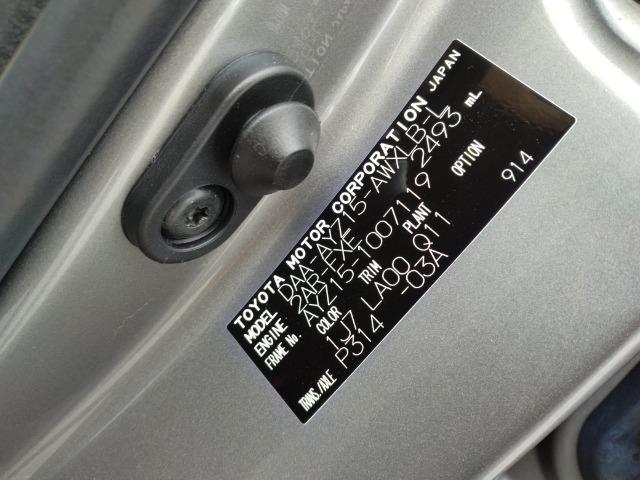 TOYOTA MOTOR CORPORATION JAPAN
MODEL DAA-AYZ15-AWXLB-L
ENGINE 2AR-FXE 2493 mL
FRAME No. AYZ15-1007119
COLOR TRIM PLANT OPTION
1J7 LA00 Q11 914
TRANS./AXLE P314 -03A